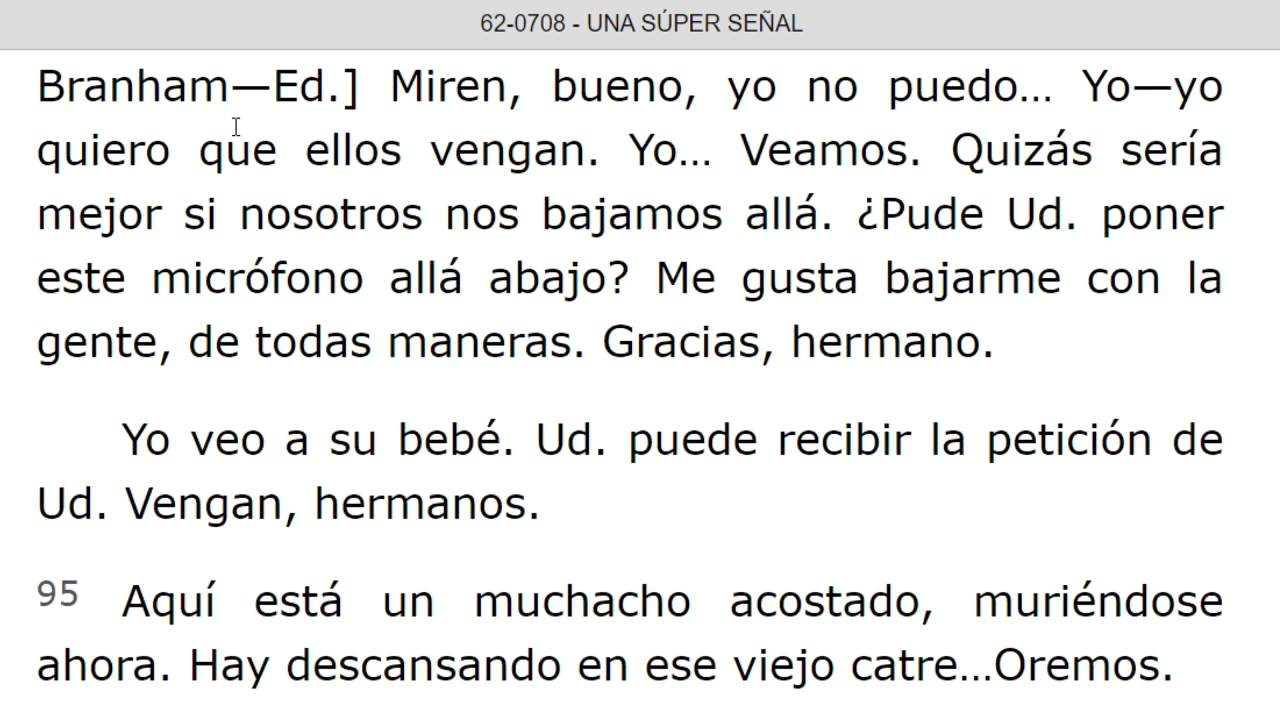 62-0708 - UNA SÚPER SEÑAL
Branham—Ed.] Miren, bueno, yo no puedo... Yo—yo
quiero que ellos vengan. Yo... Veamos. Quizás sería
mejor si nosotros nos bajamos allá. ¿Pude Ud. poner
este micrófono allá abajo? Me gusta bajarme con la
gente, de todas maneras. Gracias, hermano.
Yo veo a su bebé. Ud. puede recibir la petición de
Ud. Vengan, hermanos.
95 Aquí está un muchacho acostado, muriéndose
ahora. Hay descansando en ese viejo catre...Oremos.